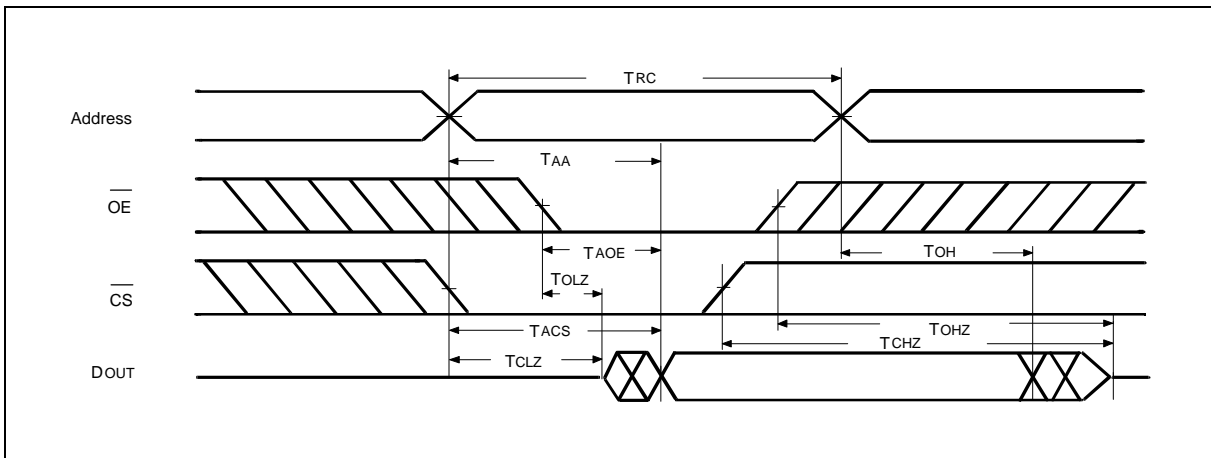 TRC
Address
TAA
OE
TAOE
TOH
TOLZ
CS
TACS
TOHZ
TCHZ
TCLZ
DOUT